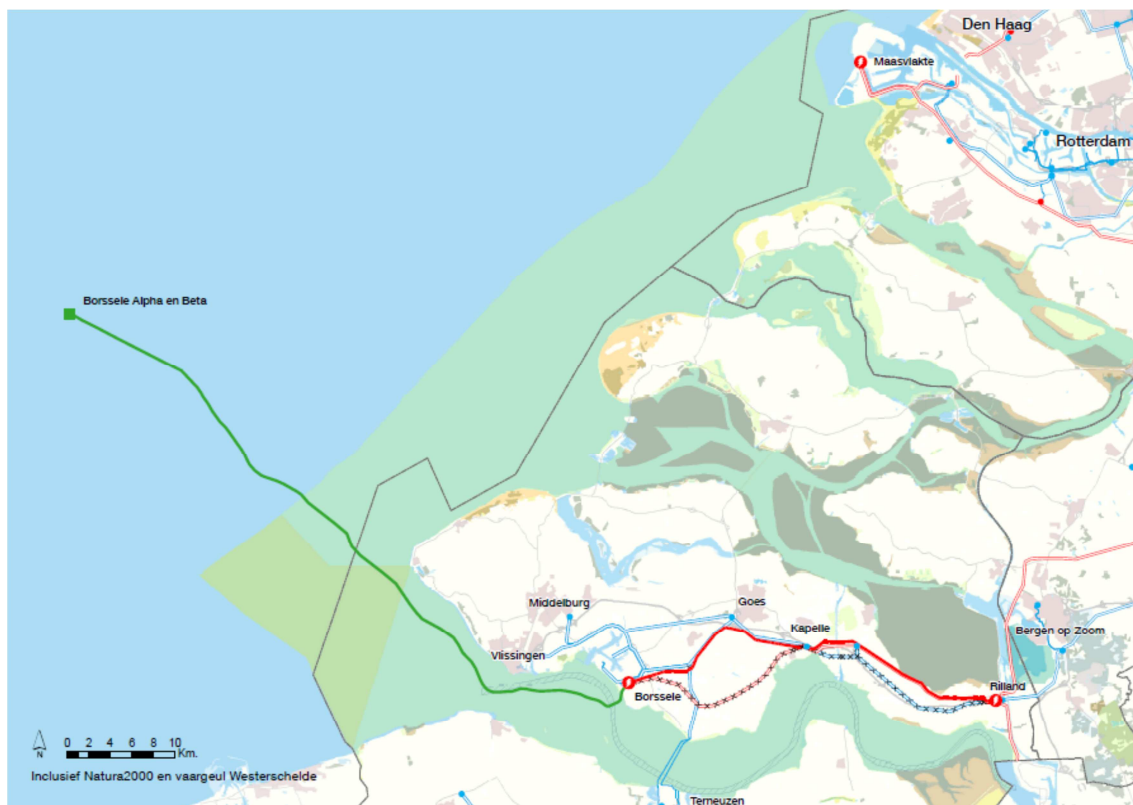 Den Haag
Maasvlakte
Rotterdam
Borssele Alpha en Beta
Middelburg
Goes
Kapelle
Bergen op Zoom
Vlissingen
Borssele
Rilland
N
0 2 4 6 8 10
Km.
Inclusief Natura2000 en vaargeul Westerschelde
Terneuzen